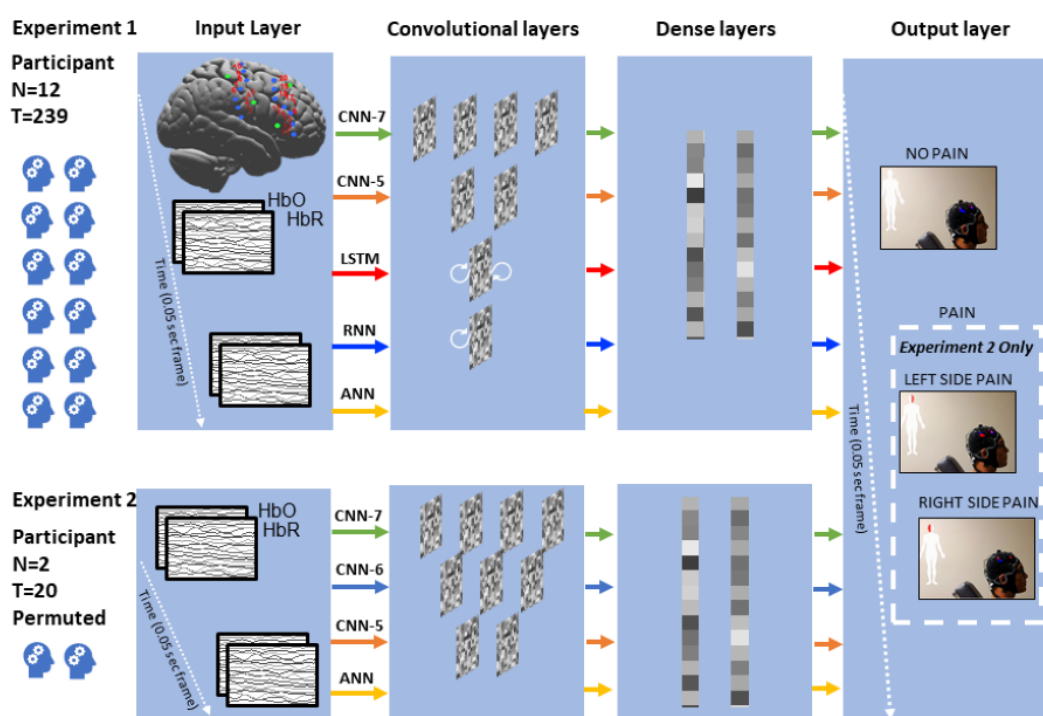 Experiment 1
Input Layer
Convolutional layers
Dense layers
Output layer
Participant
N=12
T=239
HbO
HbR
Time (0.05 sec frame)
CNN-7
CNN-5
LSTM
RNN
ANN
NO PAIN
PAIN
Experiment 2 Only
LEFT SIDE PAIN
RIGHT SIDE PAIN
Time (0.05 sec frame)
Experiment 2
Participant
N=2
T=20
Permuted
HbO
HbR
Time (0.05 sec frame)
CNN-7
CNN-6
CNN-5
ANN